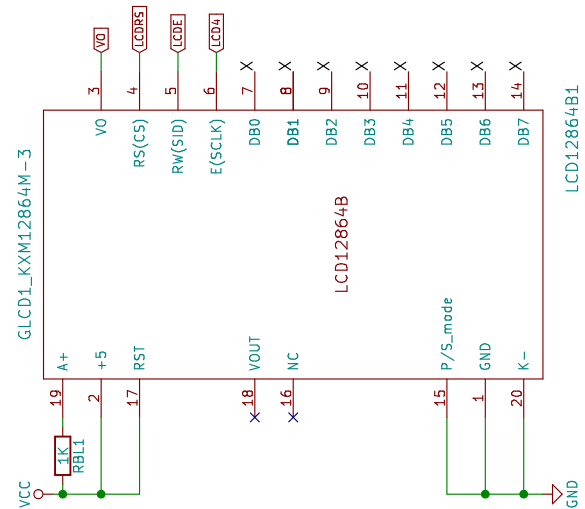 VO
LCDRS
LCDE
LCD4
3
4
5
6
7
8
9
10
11
12
13
14
VO
RS(CS)
RW(SID)
E(SCLK)
DB0
DB1
DB2
DB3
DB4
DB5
DB6
DB7
LCD12864B1
GLCD1_KXM12864M-3
LCD12864B
A+
+5
RST
VOUT
NC
P/S_mode
GND
K-
19
2
17
18
16
15
1
20
1K
RBL1
VCC
GND